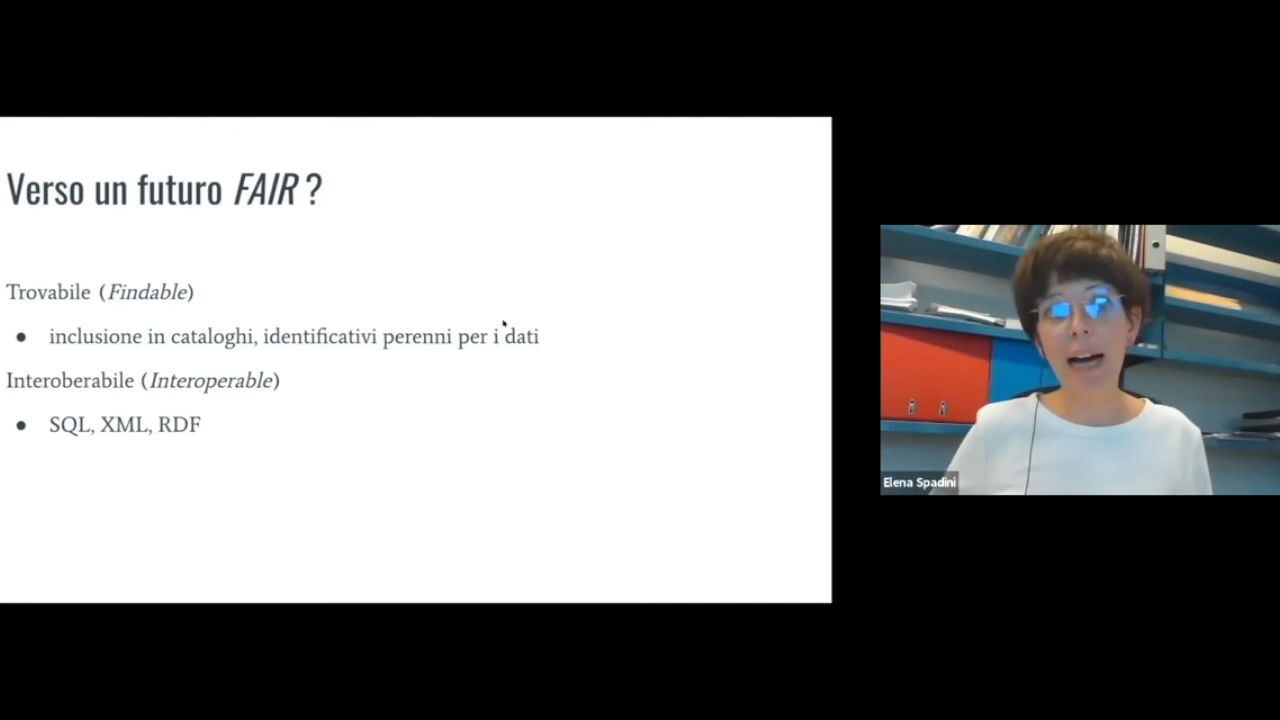 Verso un futuro FAIR ?
Trovabile (Findable)
● inclusione in cataloghi, identificativi perenni per i dati
Interoberabile (Interoperable)
● SQL, XML, RDF
Elena Spadini